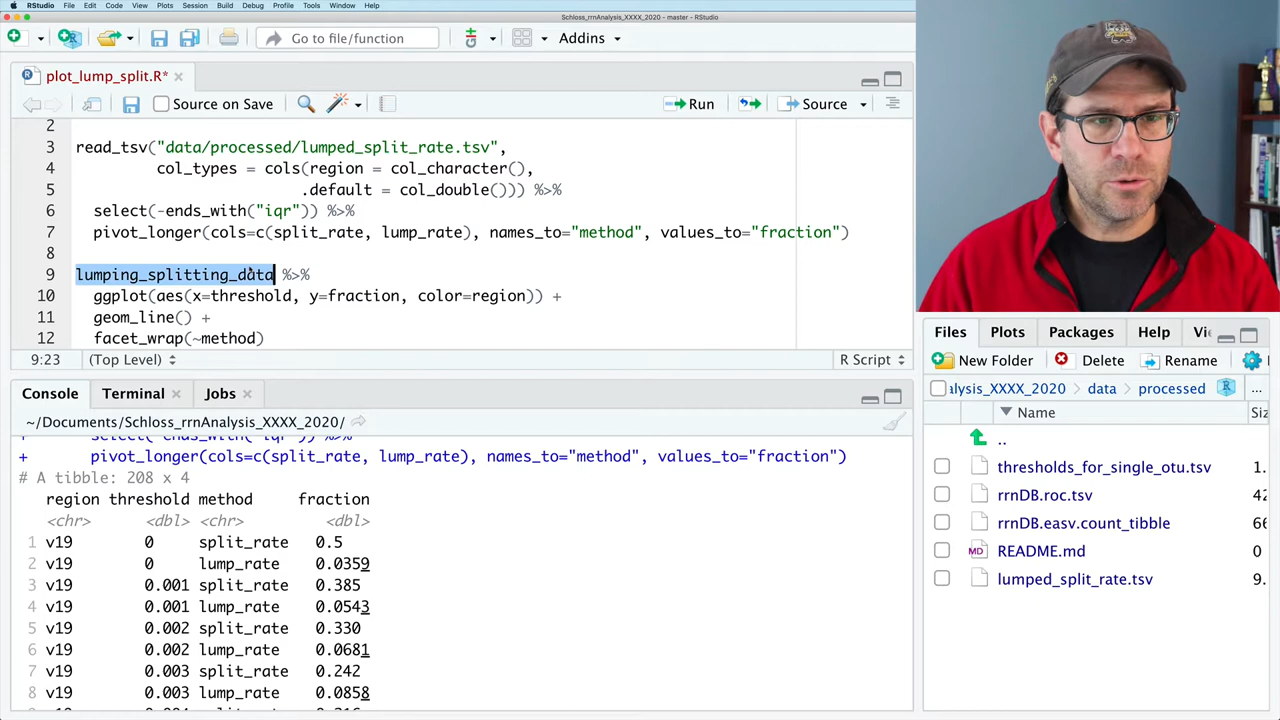 RStudio File Edit Code View Plots Session Build Debug Profile Tools Window Help
Schloss_rrnAnalysis_XXXX_2020 - master - RStudio
Go to file/function Addins
plot_lump_split.R*
Source on Save Run Source
2
3 read_tsv("data/processed/lumped_split_rate.tsv",
4 col_types = cols(region = col_character(),
5 .default = col_double())) %>%
6 select(-ends_with("iqr")) %>%
7 pivot_longer(cols=c(split_rate, lump_rate), names_to="method", values_to="fraction")
8
9 lumping_splitting_data %>%
10 ggplot(aes(x=threshold, y=fraction, color=region)) +
11 geom_line() +
12 facet_wrap(~method)
9:23 (Top Level) R Script
Console Terminal Jobs
~/Documents/Schloss_rrnAnalysis_XXXX_2020/
+ select(-ends_with("iqr")) %>%
+ pivot_longer(cols=c(split_rate, lump_rate), names_to="method", values_to="fraction")
# A tibble: 208 x 4
region threshold method fraction
<chr> <dbl> <chr> <dbl>
1 v19 0 split_rate 0.5
2 v19 0 lump_rate 0.0359
3 v19 0.001 split_rate 0.385
4 v19 0.001 lump_rate 0.0543
5 v19 0.002 split_rate 0.330
6 v19 0.002 lump_rate 0.0681
7 v19 0.003 split_rate 0.242
8 v19 0.003 lump_rate 0.0858
Files Plots Packages Help Vi
New Folder Delete Rename
alysis_XXXX_2020 data processed ...
Name Siz
..
thresholds_for_single_otu.tsv 1.
rrnDB.roc.tsv 42
rrnDB.easv.count_tibble 66
MD README.md
lumped_split_rate.tsv 9.